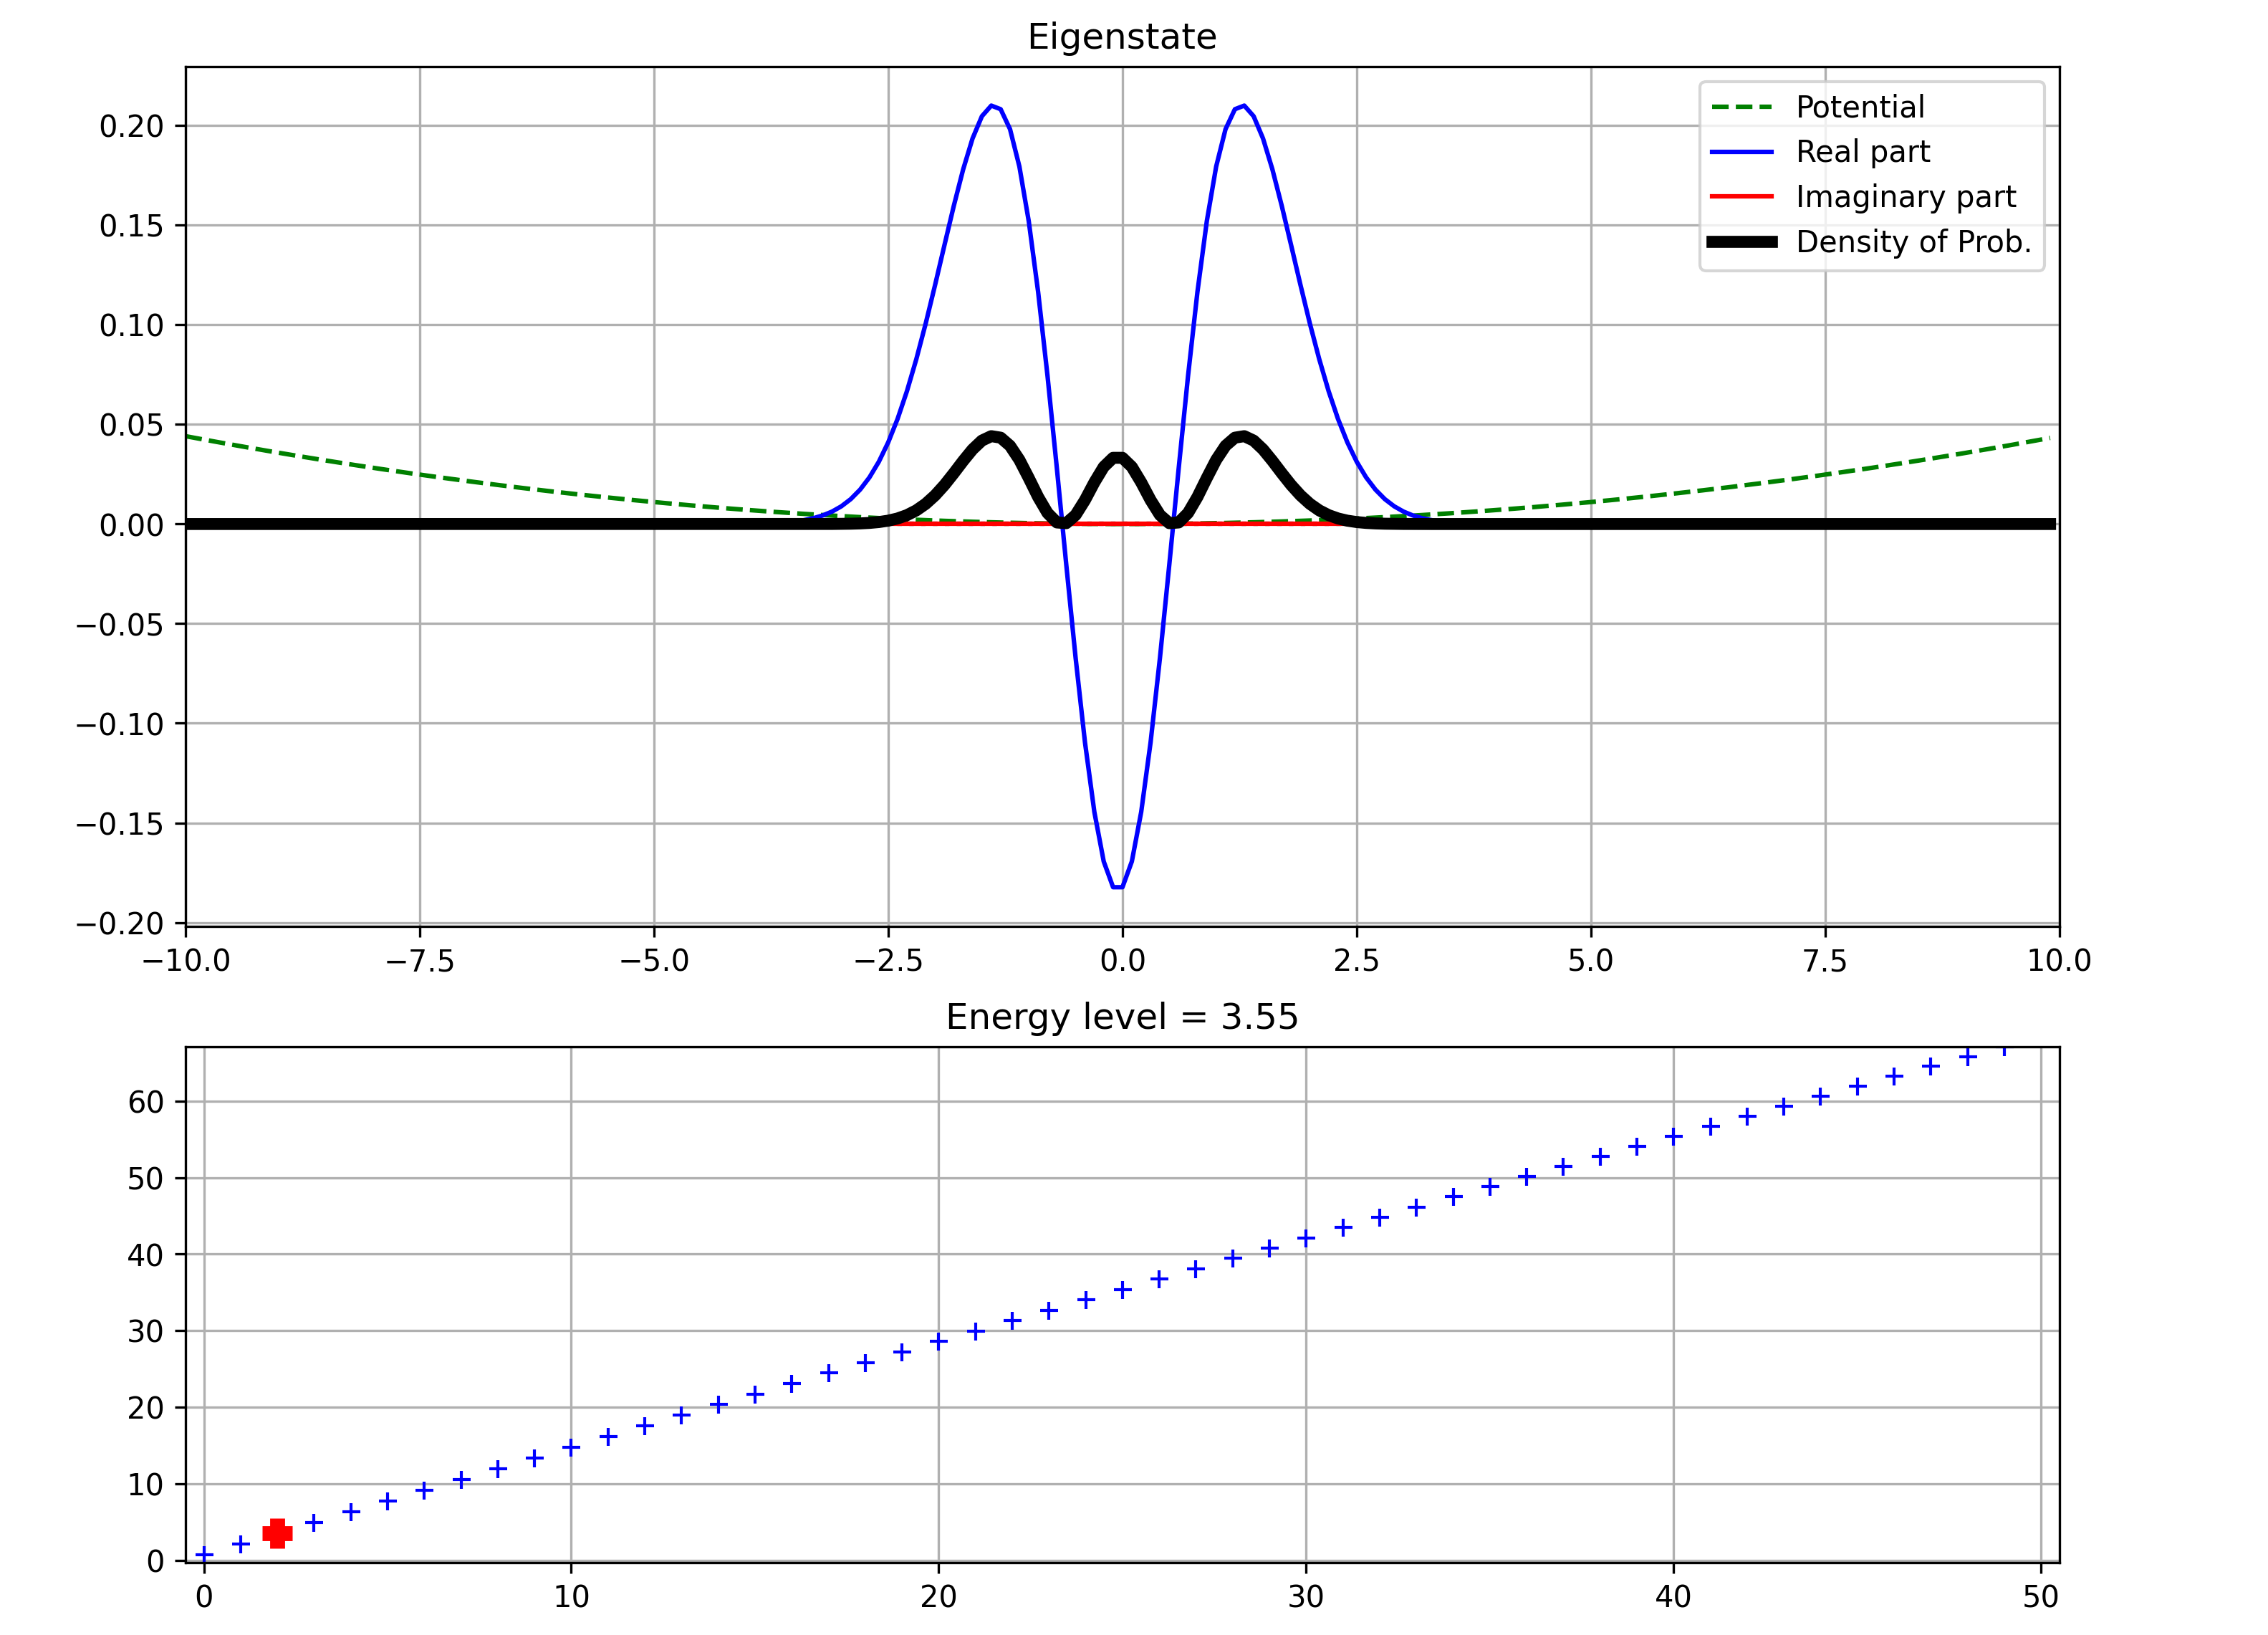 Eigenstate
Potential
Real part
Imaginary part
Density of Prob.
0.20
0.15
0.10
0.05
0.00
−0.05
−0.10
−0.15
−0.20
−10.0 −7.5 −5.0 −2.5 0.0 2.5 5.0 7.5 10.0
Energy level = 3.55
60
50
40
30
20
10
0
0 10 20 30 40 50